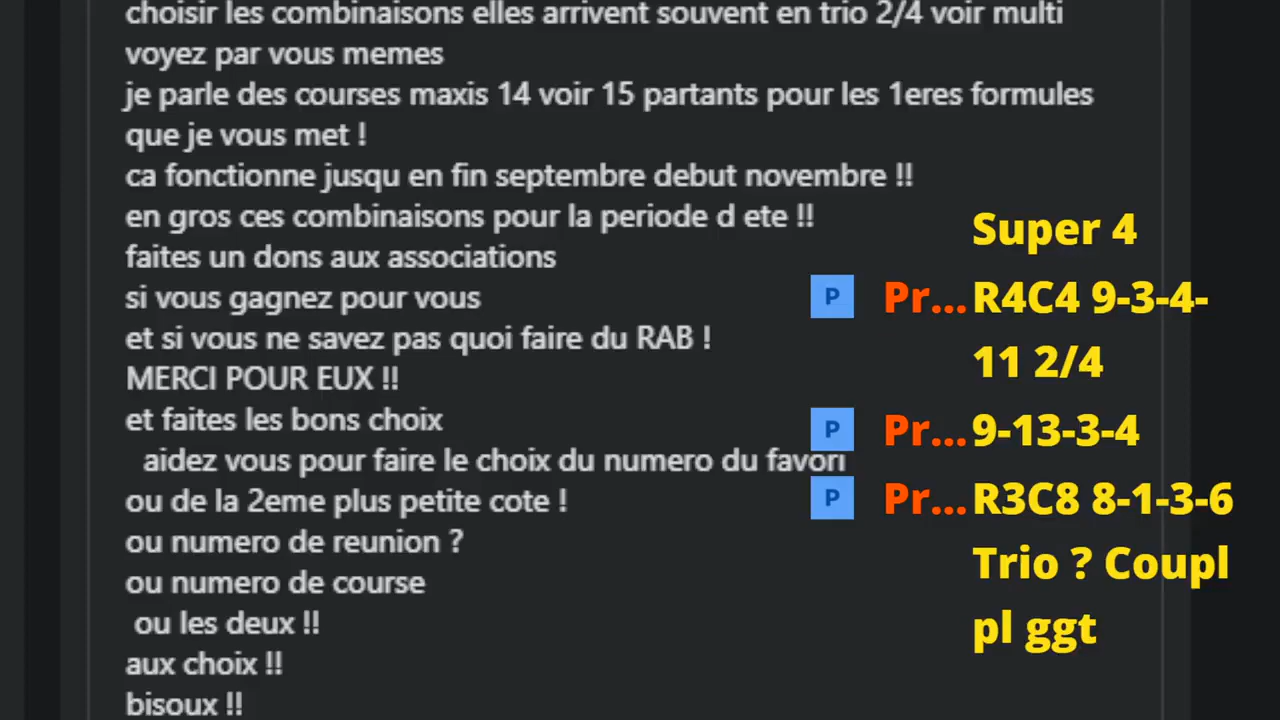 choisir les combinaisons elles arrivent souvent en trio 2/4 voir multi
voyez par vous memes
je parle des courses maxis 14 voir 15 partants pour les 1eres formules
que je vous met !
ca fonctionne jusqu en fin septembre debut novembre !!
en gros ces combinaisons pour la periode d ete !!
faites un dons aux associations
si vous gagnez pour vous
et si vous ne savez pas quoi faire du RAB !
MERCI POUR EUX !!
et faites les bons choix
aidez vous pour faire le choix du numero du favori
ou de la 2eme plus petite cote !
ou numero de reunion ?
ou numero de course
ou les deux !!
aux choix !!
bisoux !!
Super 4
P Pr... R4C4 9-3-4-
11 2/4
P Pr... 9-13-3-4
P Pr... R3C8 8-1-3-6
Trio ? Coupl
pl ggt